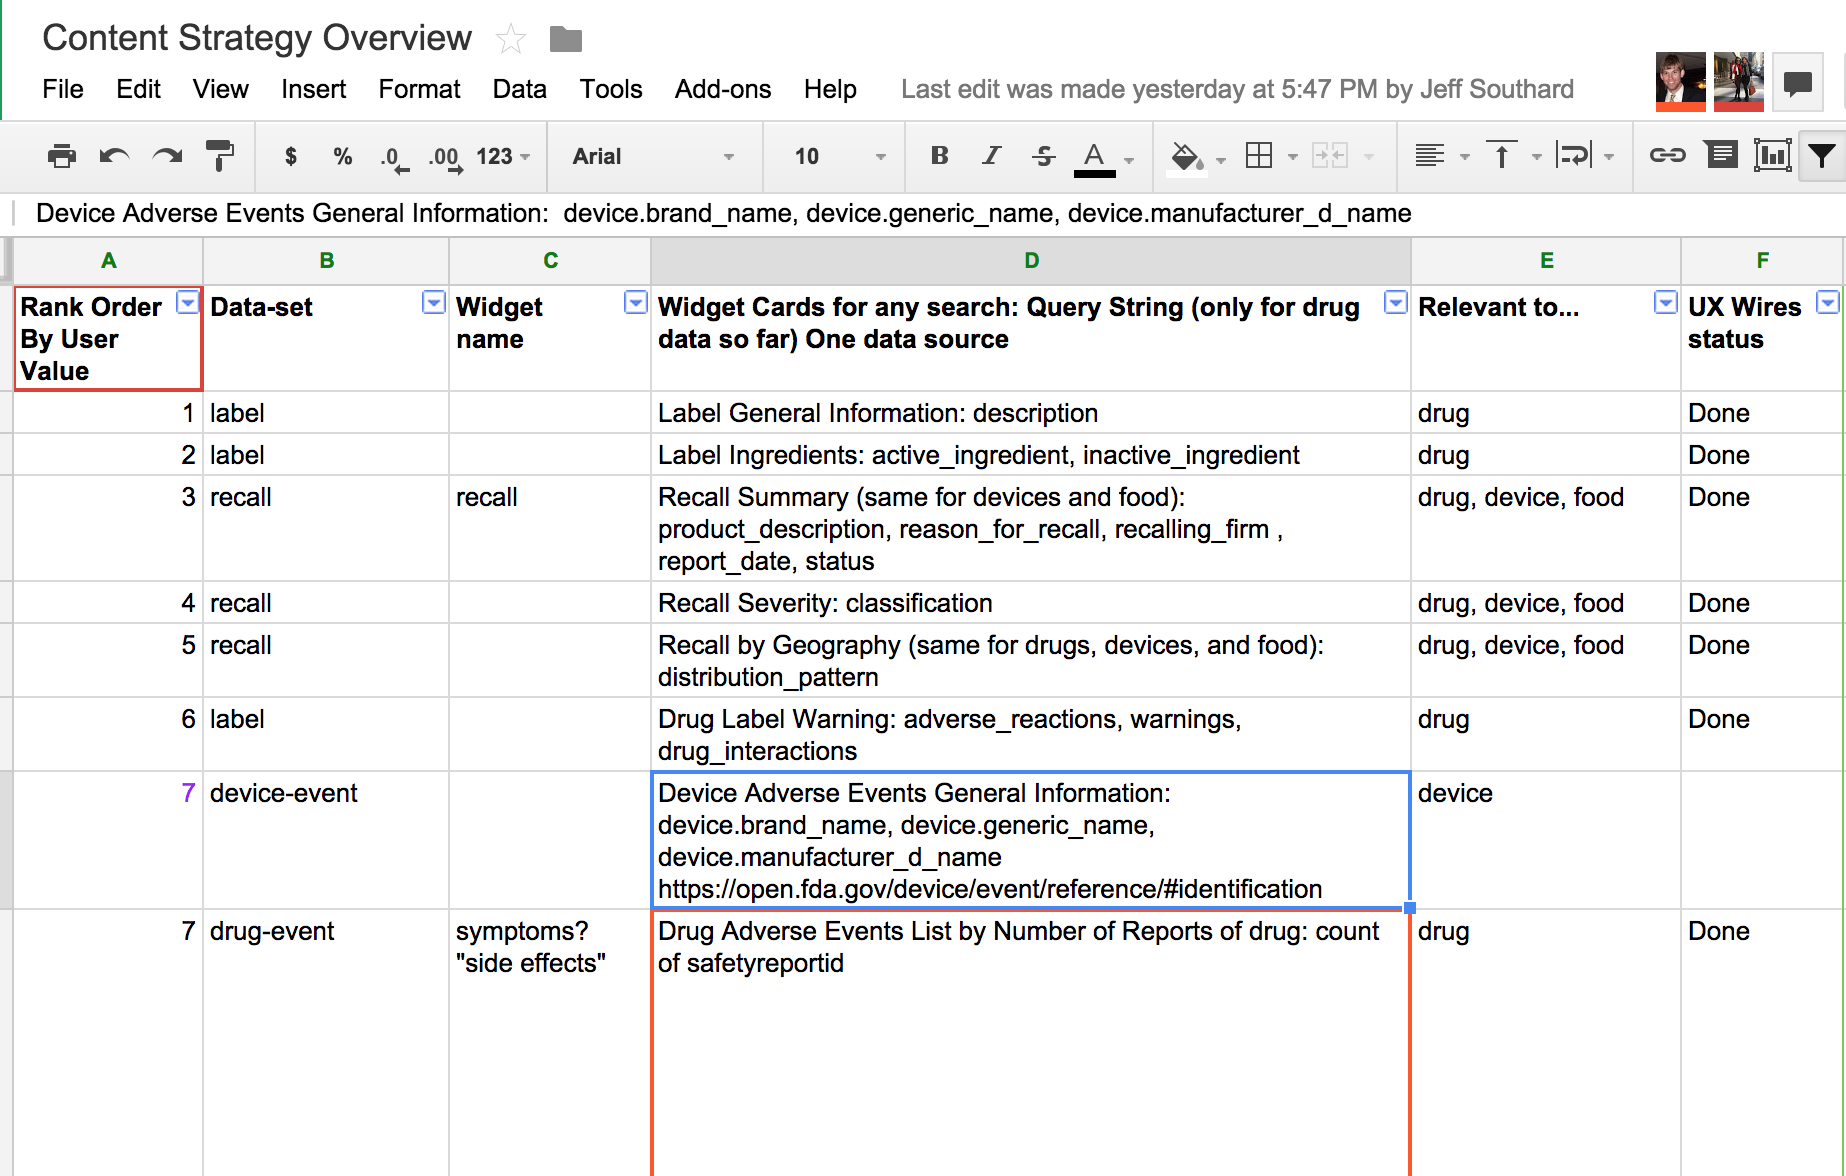 Content Strategy Overview
File Edit View Insert Format Data Tools Add-ons Help Last edit was made yesterday at 5:47 PM by Jeff Southard
$ % .0 .00 123 Arial 10 B I S A
Device Adverse Events General Information: device.brand_name, device.generic_name, device.manufacturer_d_name
A B C D E F
Rank Order
By User
Value
Data-set
Widget
name
Widget Cards for any search: Query String (only for drug
data so far) One data source
Relevant to...
UX Wires
status
1 label Label General Information: description drug Done
2 label Label Ingredients: active_ingredient, inactive_ingredient drug Done
3 recall recall Recall Summary (same for devices and food): drug, device, food Done
product_description, reason_for_recall, recalling_firm ,
report_date, status
4 recall Recall Severity: classification drug, device, food Done
5 recall Recall by Geography (same for drugs, devices, and food): drug, device, food Done
distribution_pattern
6 label Drug Label Warning: adverse_reactions, warnings, drug Done
drug_interactions
7 device-event Device Adverse Events General Information: device
device.brand_name, device.generic_name,
device.manufacturer_d_name
https://open.fda.gov/device/event/reference/#identification
7 drug-event symptoms? Drug Adverse Events List by Number of Reports of drug: count drug Done
"side effects" of safetyreportid